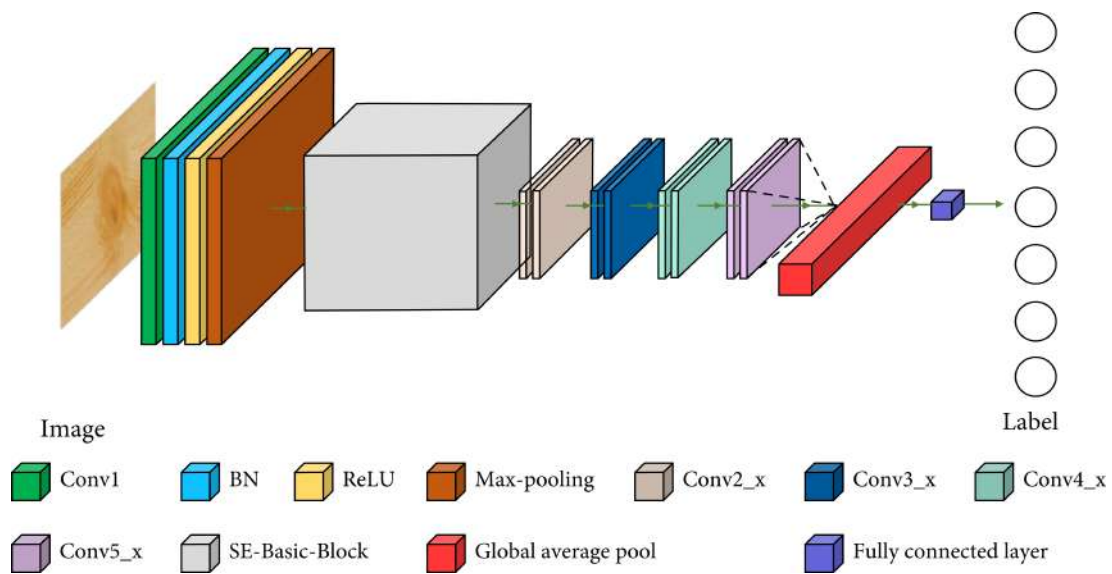 Image
Label
Conv1
BN
ReLU
Max-pooling
Conv2_x
Conv3_x
Conv4_x
Conv5_x
SE-Basic-Block
Global average pool
Fully connected layer